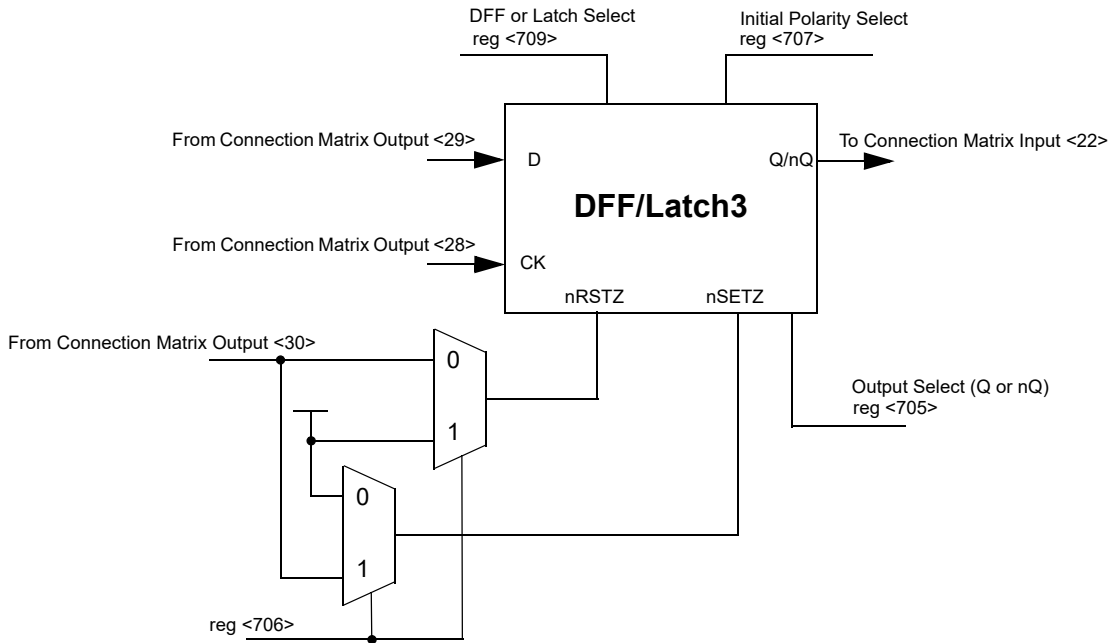 DFF or Latch Select
reg <709>
Initial Polarity Select
reg <707>
From Connection Matrix Output <29>
D
Q/nQ
To Connection Matrix Input <22>
DFF/Latch3
From Connection Matrix Output <28>
CK
nRSTZ
nSETZ
From Connection Matrix Output <30>
0
1
Output Select (Q or nQ)
reg <705>
0
1
reg <706>